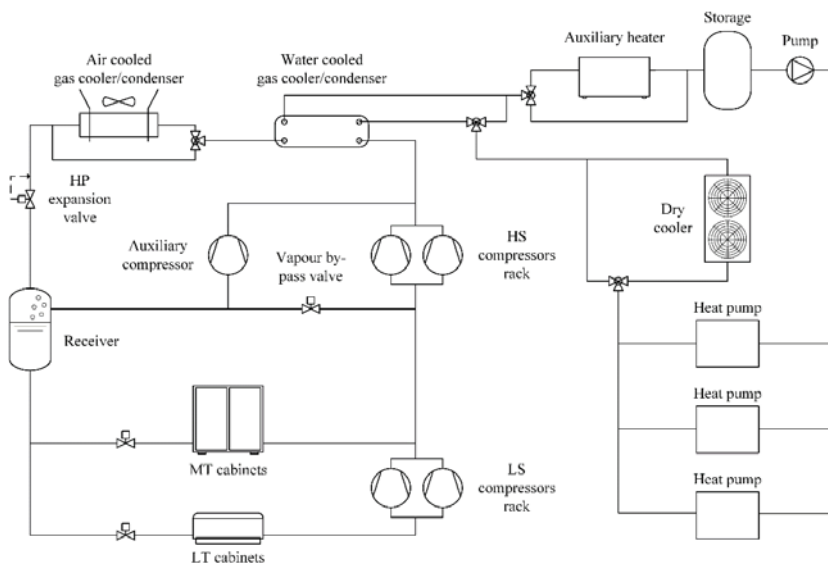 Storage
Auxiliary heater
Pump
Air cooled
gas cooler/condenser
Water cooled
gas cooler/condenser
HP
expansion
valve
Dry
cooler
Auxiliary
compressor
Vapour by-
pass valve
HS
compressors
rack
Receiver
Heat pump
MT cabinets
Heat pump
LS
compressors
rack
Heat pump
LT cabinets